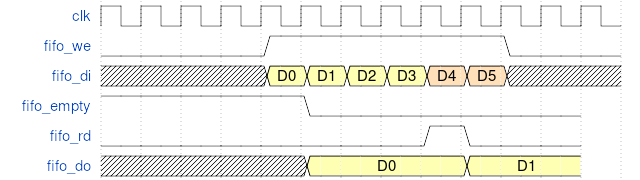 clk
fifo_we
fifo_di D0 D1 D2 D3 D4 D5
fifo_empty
fifo_rd
fifo_do D0 D1